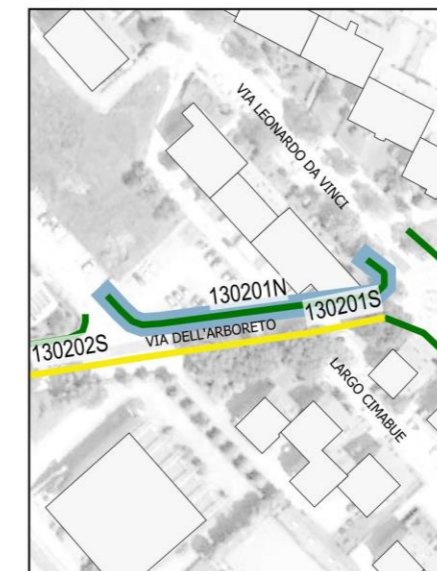 VIA LEONARDO DA VINCI
130201N
130201S
VIA DELL'ARBORETO
130202S
LARGO CIMABUE